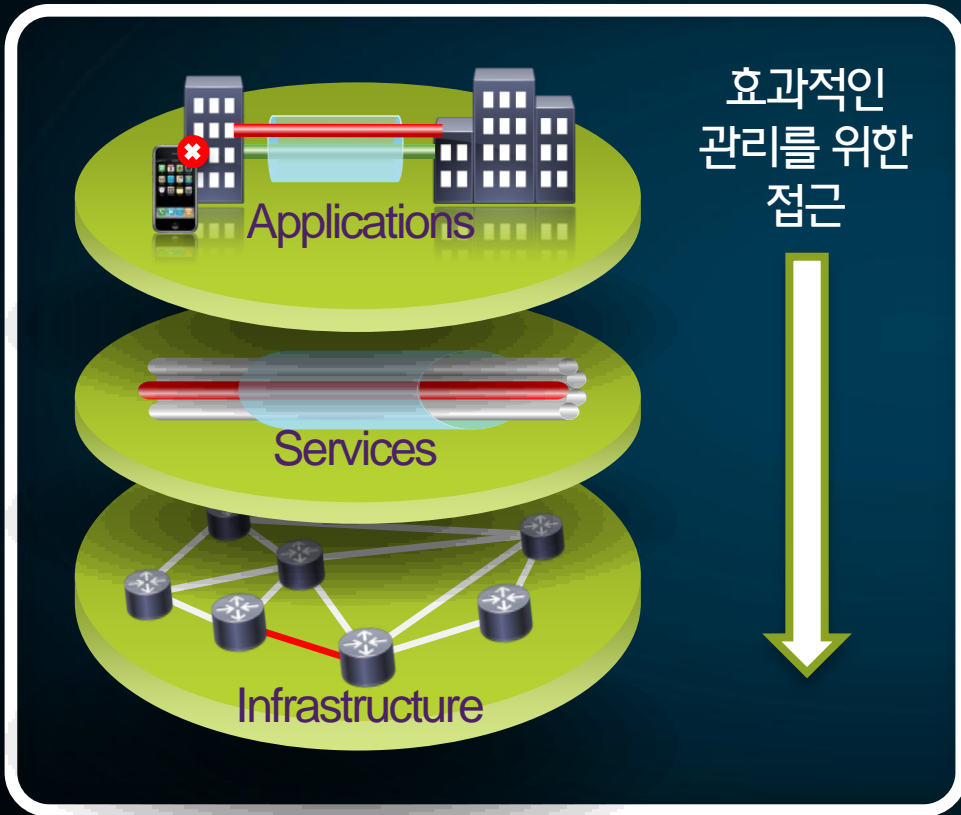 효과적인
관리를 위한
접근
Applications
Services
Infrastructure